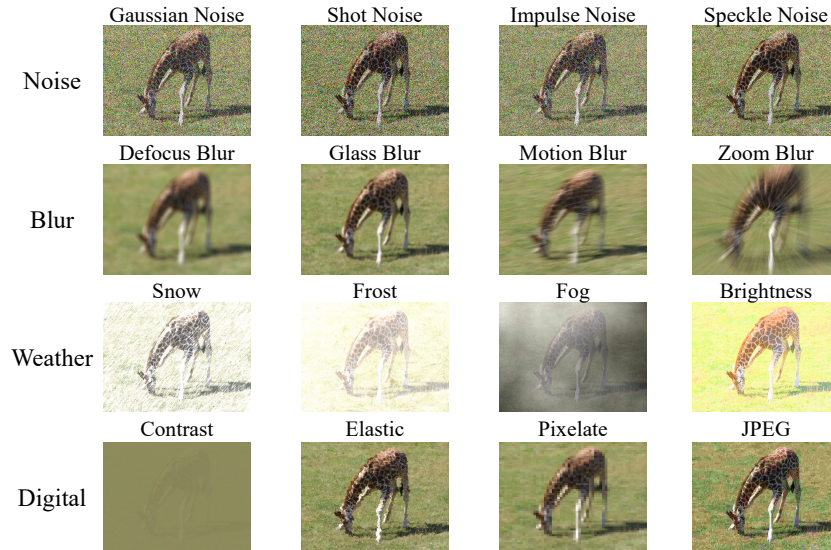 Gaussian Noise Shot Noise Impulse Noise Speckle Noise
Noise
Defocus Blur Glass Blur Motion Blur Zoom Blur
Blur
Snow Frost Fog Brightness
Weather
Contrast Elastic Pixelate JPEG
Digital